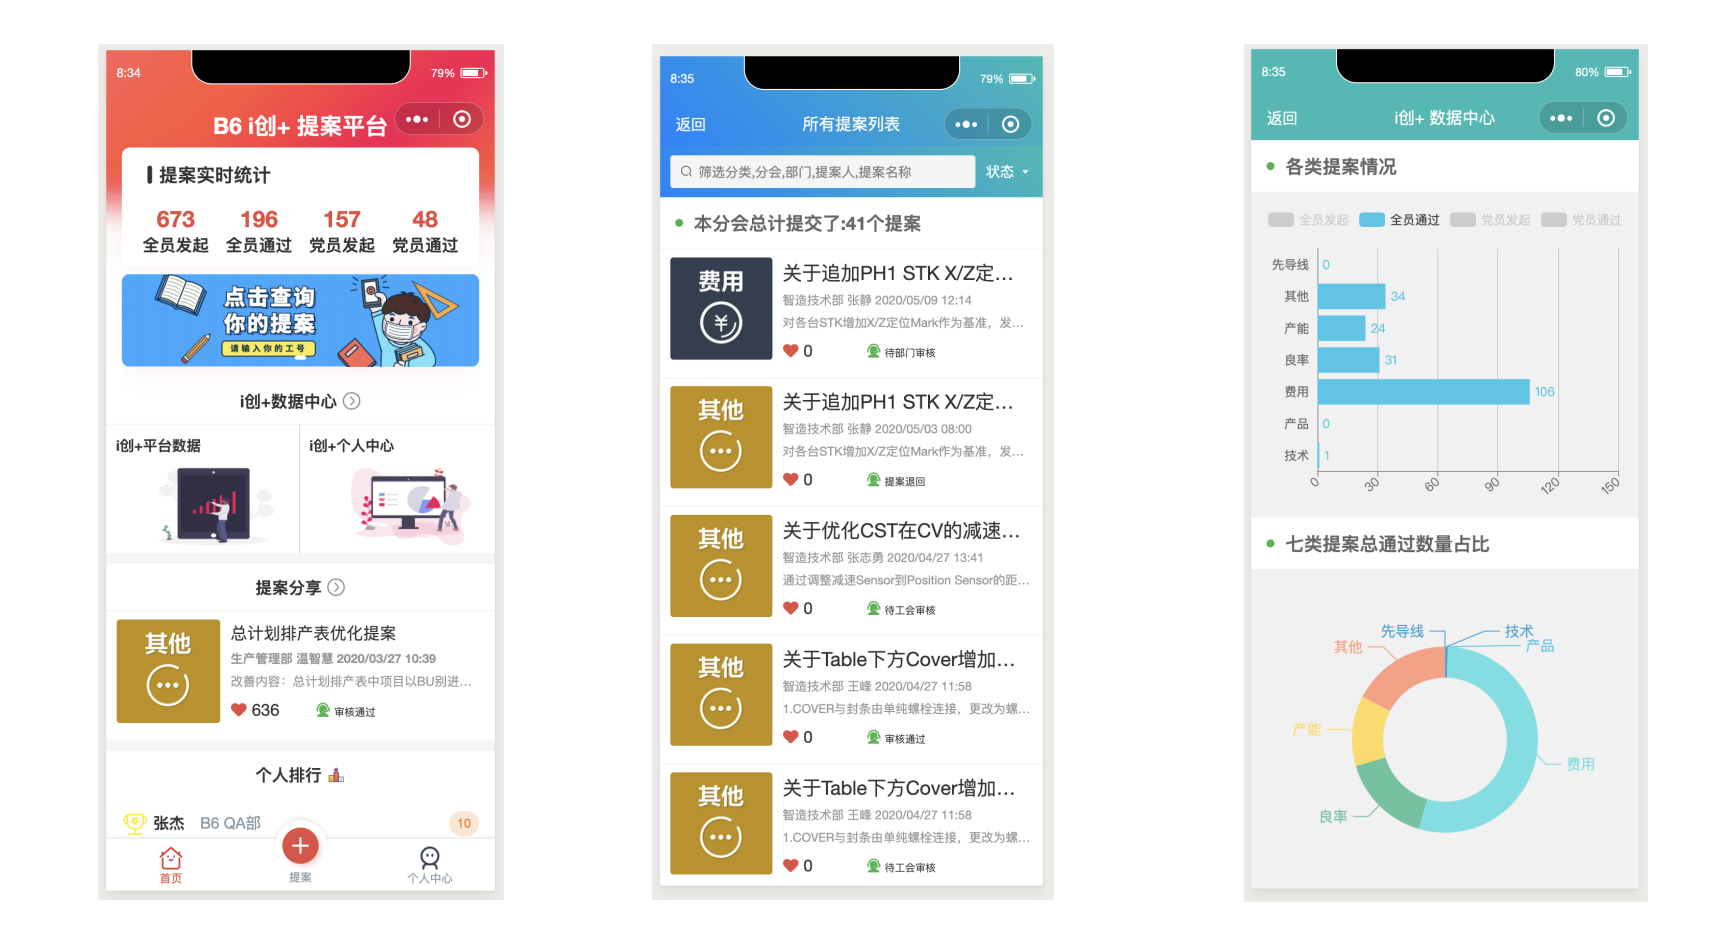 8:34
79%
B6 i创+ 提案平台
提案实时统计
673 196 157 48
全员发起 全员通过 党员发起 党员通过
点击查询
你的提案
请输入你的工号
i创+数据中心
i创+平台数据 i创+个人中心
提案分享
其他
总计划排产表优化提案
生产管理部 温智慧 2020/03/27 10:39
改善内容：总计划排产表中项目以BU别进...
636 审核通过
个人排行
张杰 B6 QA部 10
首页 提案 个人中心
8:35
79%
返回 所有提案列表
筛选分类,分会,部门,提案人,提案名称 状态
本分会总计提交了:41个提案
费用
关于追加PH1 STK X/Z定...
智造技术部 张静 2020/05/09 12:14
对各台STK增加X/Z定位Mark作为基准，发...
0 待部门审核
其他
关于追加PH1 STK X/Z定...
智造技术部 张静 2020/05/03 08:00
对各台STK增加X/Z定位Mark作为基准，发...
0 提案退回
其他
关于优化CST在CV的减速...
智造技术部 张志勇 2020/04/27 13:41
通过调整减速Sensor到Position Sensor的距...
0 待工会审核
其他
关于Table下方Cover增加...
智造技术部 王峰 2020/04/27 11:58
1.COVER与封条由单纯螺栓连接，更改为螺...
0 审核通过
其他
关于Table下方Cover增加...
智造技术部 王峰 2020/04/27 11:58
1.COVER与封条由单纯螺栓连接，更改为螺...
0 待工会审核
8:35
80%
返回 i创+ 数据中心
各类提案情况
全员发起 全员通过 党员发起 党员通过
先导线 0
其他 34
产能 24
良率 31
费用 106
产品 0
技术 1
0 30 60 90 120 150
七类提案总通过数量占比
先导线 技术
其他 产品
产能
费用
良率